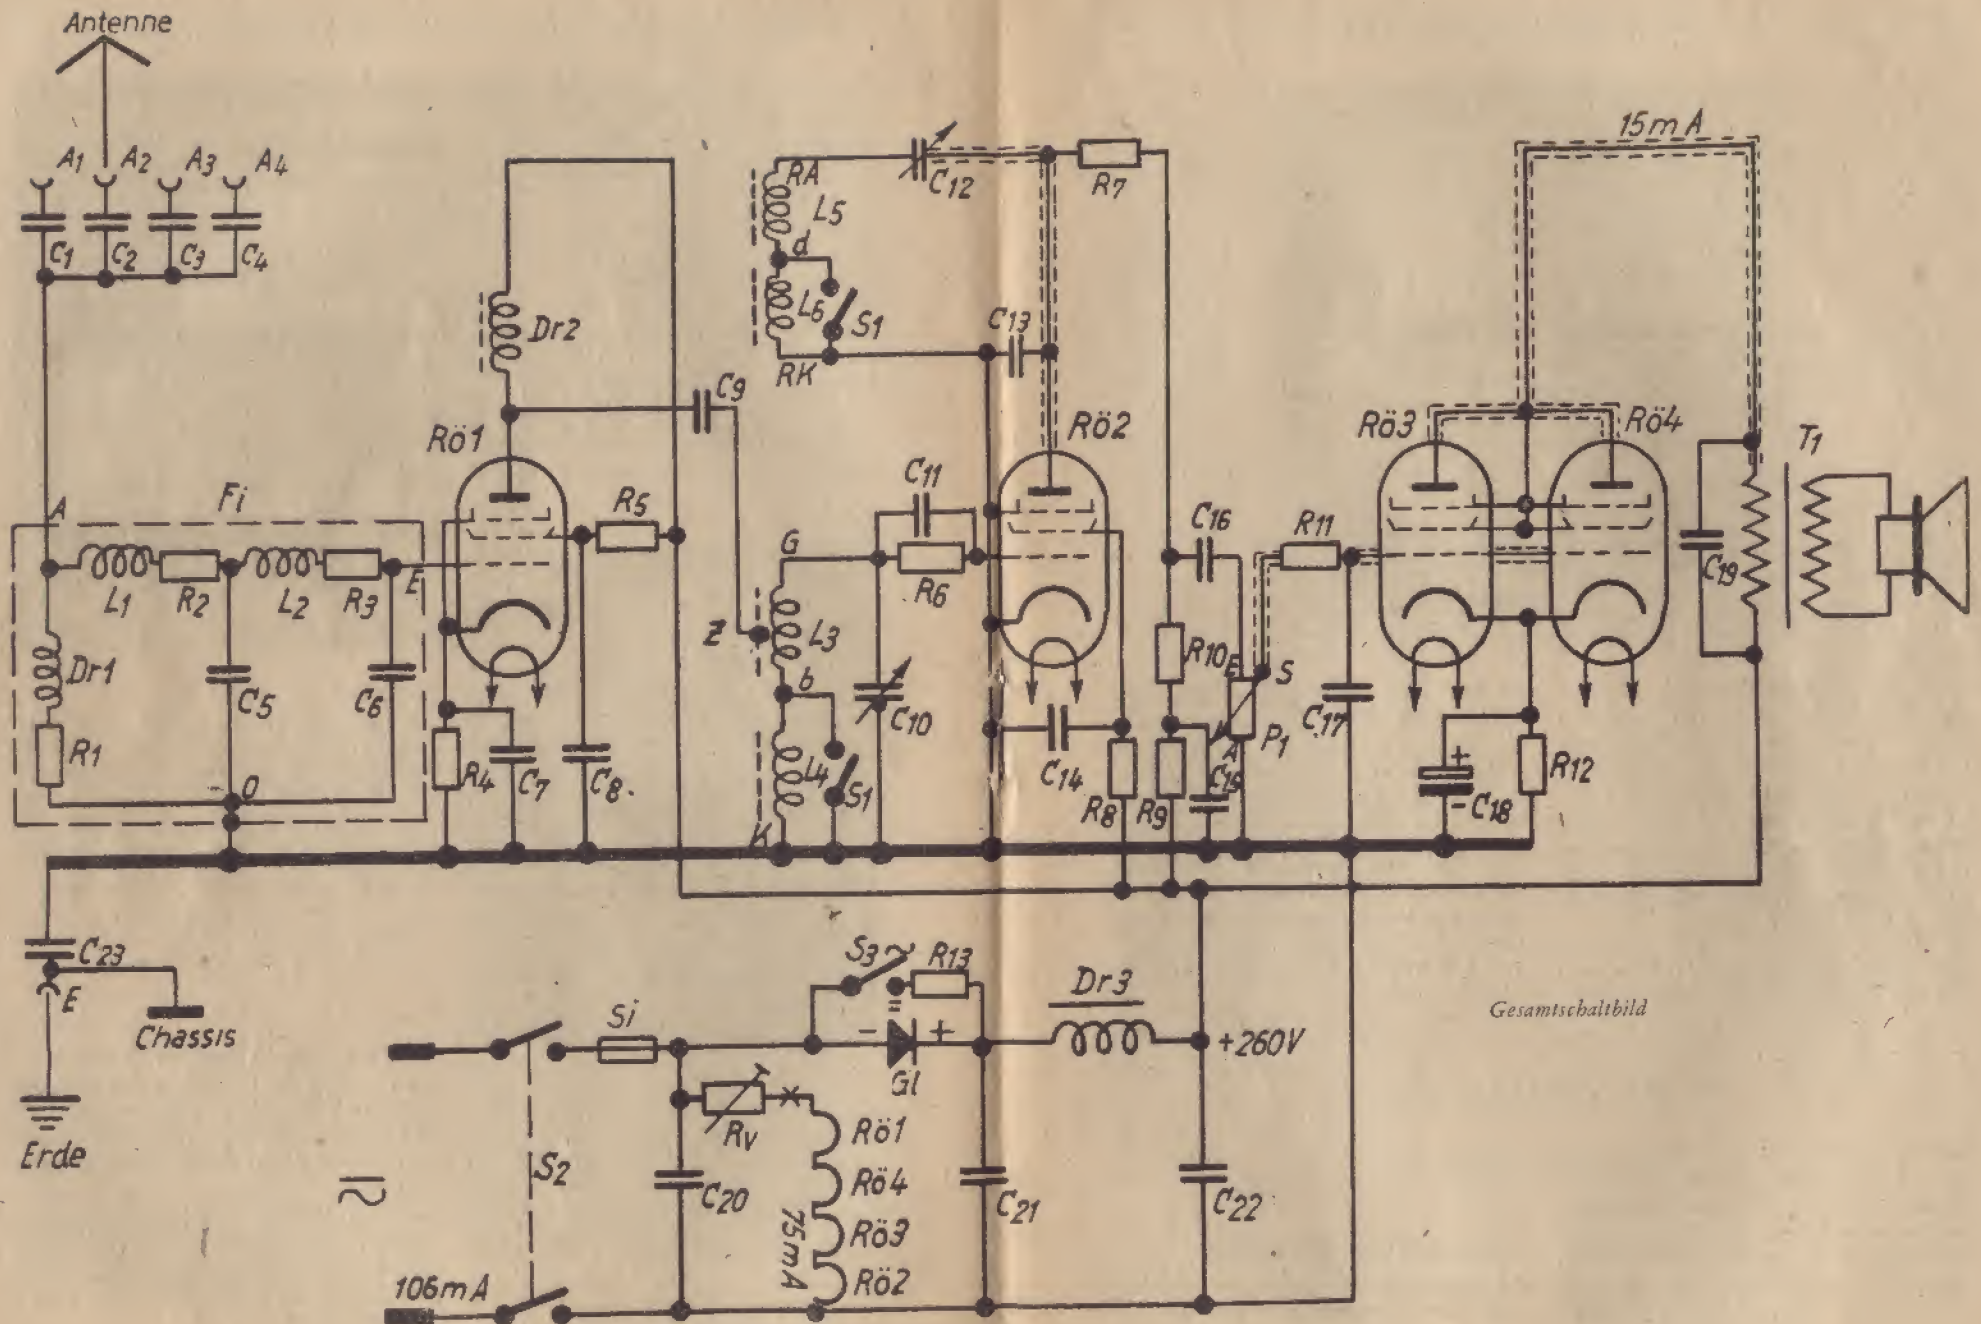 Antenne
A1 A2 A3 A4
C1 C2 C3 C4
15mA
RA C12 R7
L5
d
L6 S1
RK C13
Dr2
C9
Rö1 Rö2 Rö3 Rö4 T1
A Fi
L1 R2 L2 R3 E
R5
C11
G R6
C16 R11
C19
Dr1 R1
C5 C6
O
R4 C7 C8
Z L3
b
L4 S1
K
C10
C14
R8 R9
R10 E S
A P1
C15
C17
+
-C18
R12
C23
E
Chassis
Erde
S3 ~ R13
=
Si
- +
Gl
Dr3
+260V
Gesamtschaltbild
Rv
Rö1
Rö4
Rö3
Rö2
75mA
S2
C20 C21 C22
106mA